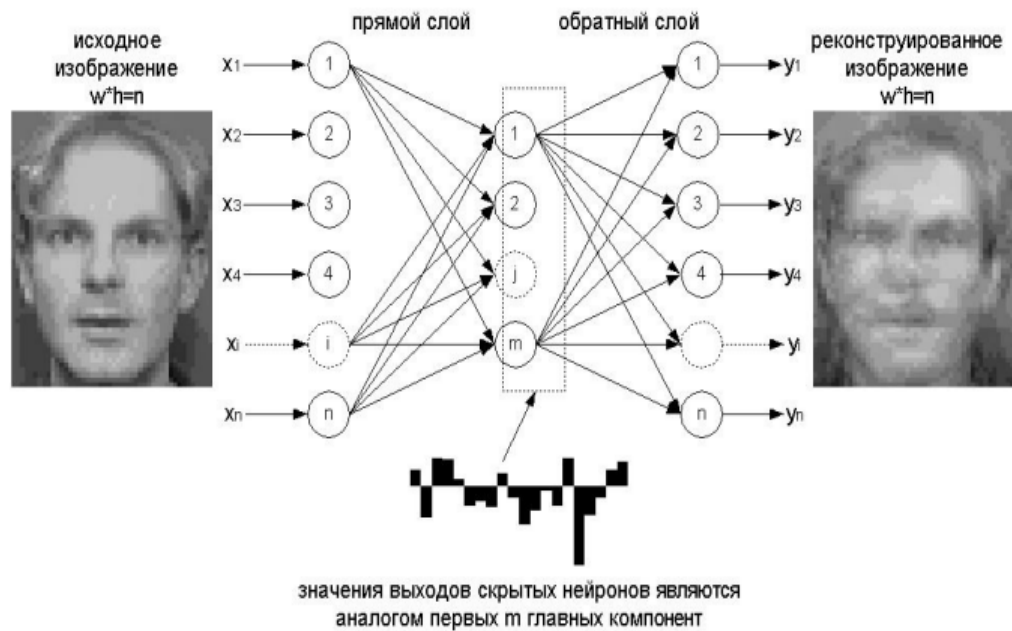 прямой слой
обратный слой
исходное
изображение
w*h=n
реконструированное
изображение
w*h=n
x1
1
1
y1
x2
2
1
2
y2
x3
3
2
3
y3
x4
4
j
4
y4
xi
i
m
yi
xn
n
n
yn
значения выходов скрытых нейронов являются
аналогом первых m главных компонент